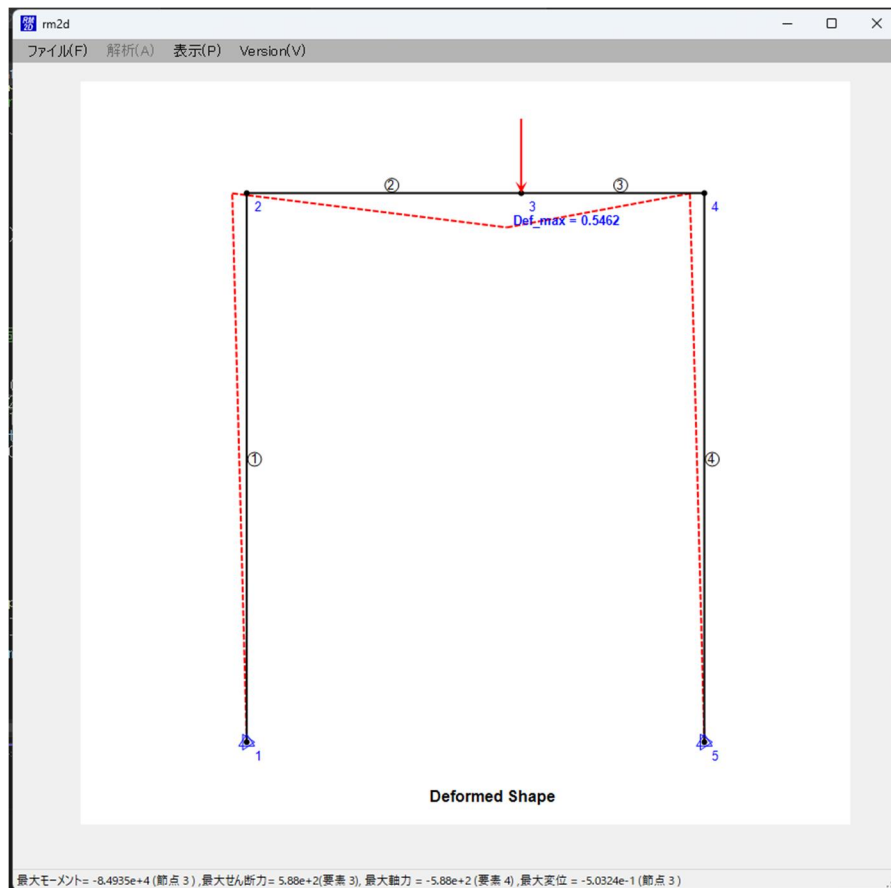 RM 2D rm2d
ファイル(F) 解析(A) 表示(P) Version(V)
② ③
2 3 4
Def_max = 0.5462
① ④
1 5
Deformed Shape
最大モーメント= -8.4935e+4 (節点 3 ) ,最大せん断力= 5.88e+2(要素 3), 最大軸力 = -5.88e+2 (要素 4) ,最大変位 = -5.0324e-1 (節点 3 )